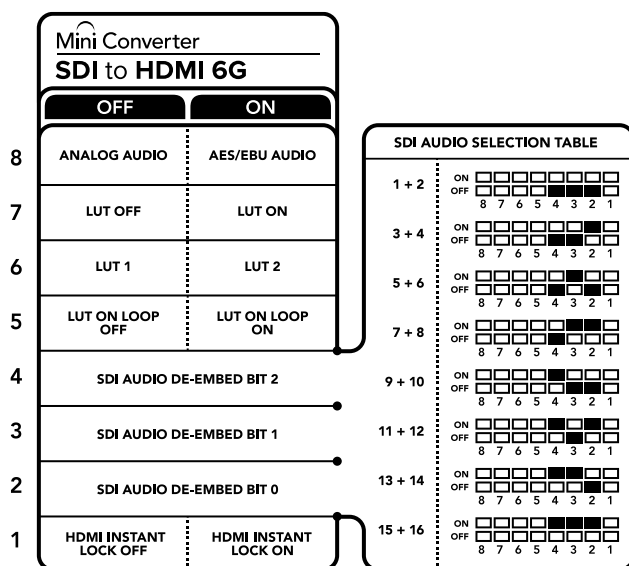 Mini Converter
SDI to HDMI 6G
OFF ON
8 ANALOG AUDIO AES/EBU AUDIO
7 LUT OFF LUT ON
6 LUT 1 LUT 2
5 LUT ON LOOP OFF LUT ON LOOP ON
4 SDI AUDIO DE-EMBED BIT 2
3 SDI AUDIO DE-EMBED BIT 1
2 SDI AUDIO DE-EMBED BIT 0
1 HDMI INSTANT LOCK OFF HDMI INSTANT LOCK ON
SDI AUDIO SELECTION TABLE
1 + 2 ON
OFF
8 7 6 5 4 3 2 1
3 + 4 ON
OFF
8 7 6 5 4 3 2 1
5 + 6 ON
OFF
8 7 6 5 4 3 2 1
7 + 8 ON
OFF
8 7 6 5 4 3 2 1
9 + 10 ON
OFF
8 7 6 5 4 3 2 1
11 + 12 ON
OFF
8 7 6 5 4 3 2 1
13 + 14 ON
OFF
8 7 6 5 4 3 2 1
15 + 16 ON
OFF
8 7 6 5 4 3 2 1